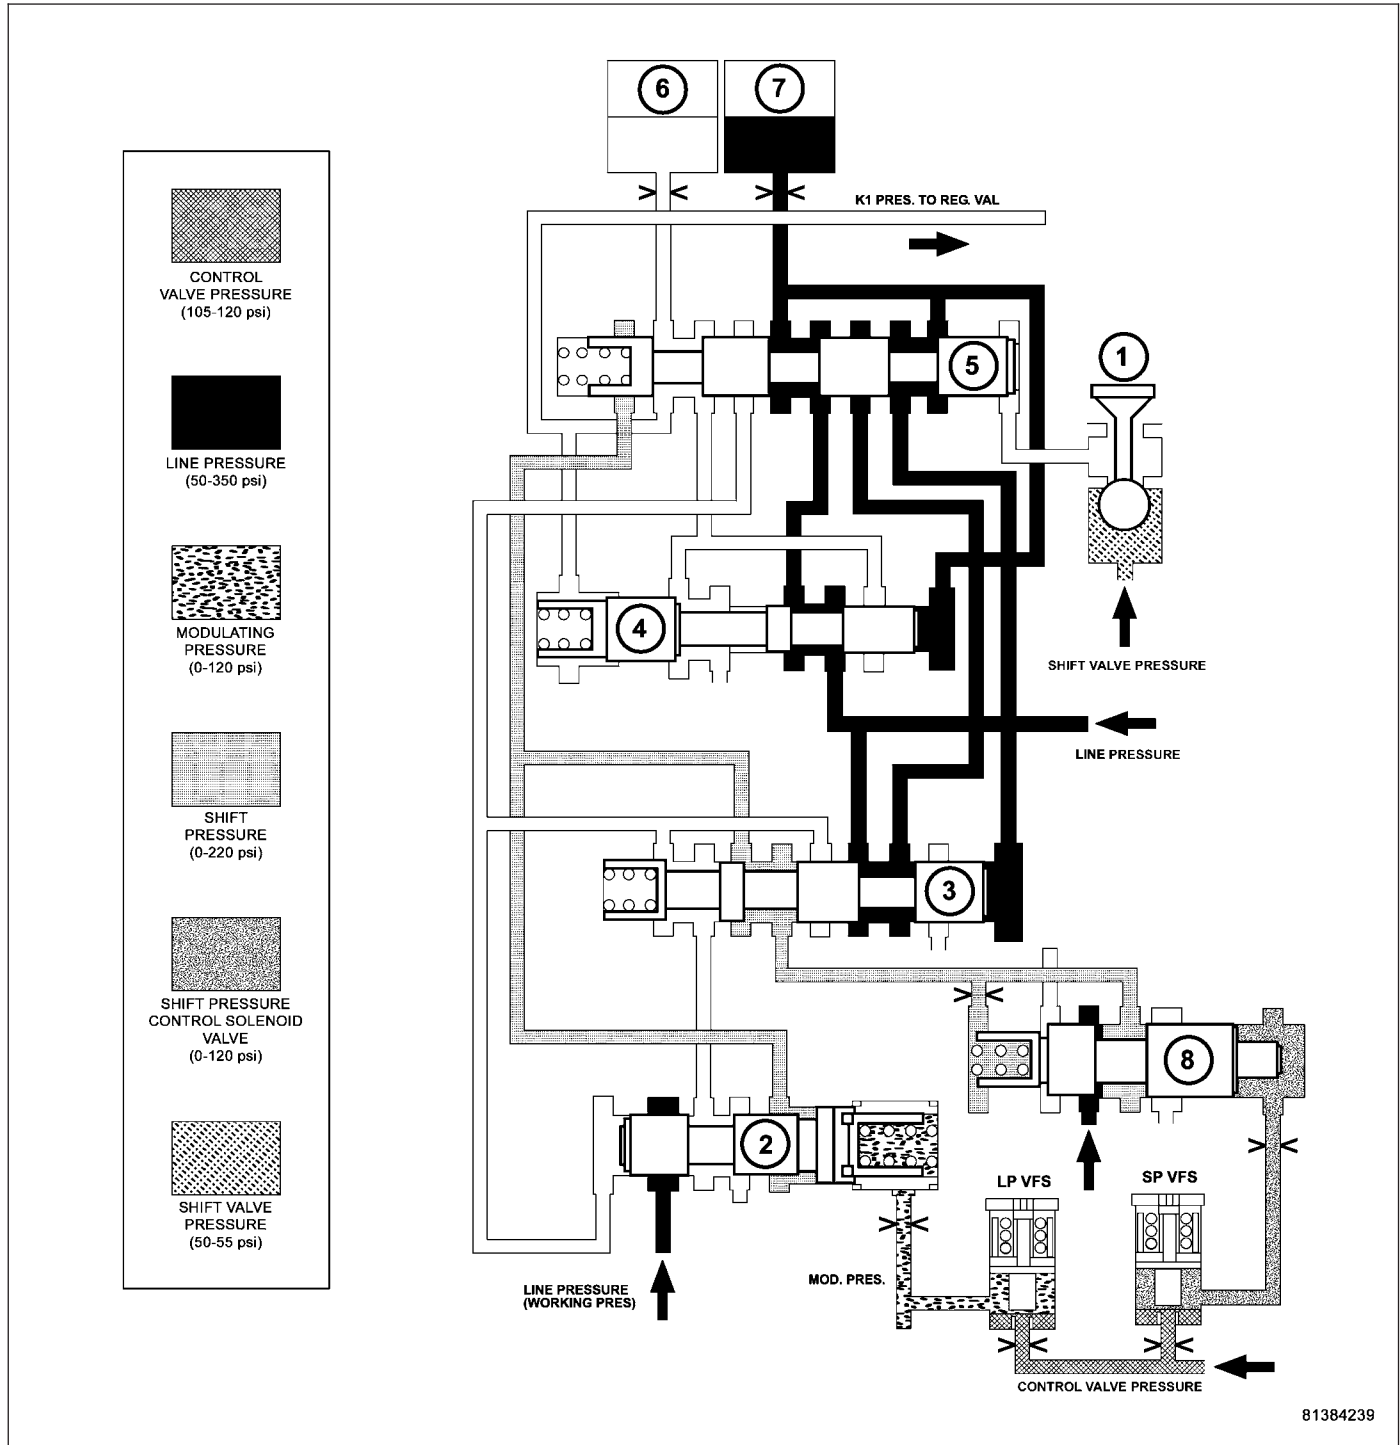 CONTROL
VALVE PRESSURE
(105-120 psi)
LINE PRESSURE
(50-350 psi)
MODULATING
PRESSURE
(0-120 psi)
SHIFT
PRESSURE
(0-220 psi)
SHIFT PRESSURE
CONTROL SOLENOID
VALVE
(0-120 psi)
SHIFT VALVE
PRESSURE
(50-55 psi)
6
7
K1 PRES. TO REG. VAL
5
1
SHIFT VALVE PRESSURE
4
LINE PRESSURE
3
8
2
LP VFS
SP VFS
MOD. PRES.
LINE PRESSURE
(WORKING PRES)
CONTROL VALVE PRESSURE
81384239